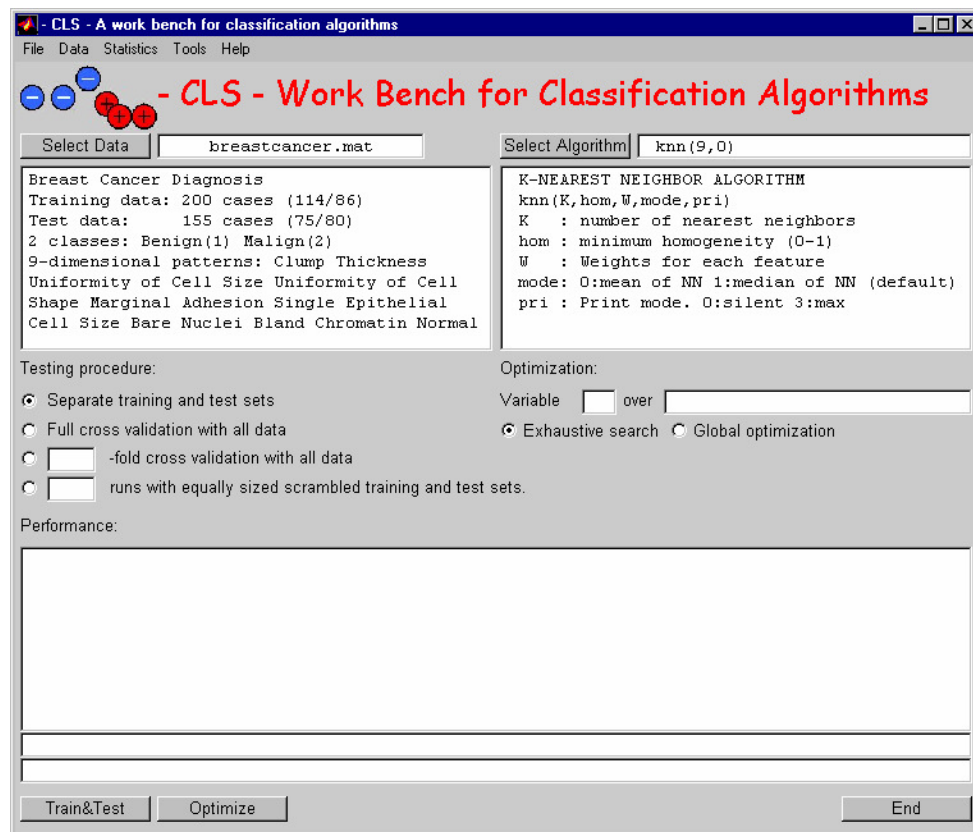 - CLS - A work bench for classification algorithms
File Data Statistics Tools Help
- CLS - Work Bench for Classification Algorithms
Select Data breastcancer.mat
Select Algorithm knn(9,0)
Breast Cancer Diagnosis
Training data: 200 cases (114/86)
Test data: 155 cases (75/80)
2 classes: Benign(1) Malign(2)
9-dimensional patterns: Clump Thickness
Uniformity of Cell Size Uniformity of Cell
Shape Marginal Adhesion Single Epithelial
Cell Size Bare Nuclei Bland Chromatin Normal
K-NEAREST NEIGHBOR ALGORITHM
knn(K,hom,W,mode,pri)
K : number of nearest neighbors
hom : minimum homogeneity (0-1)
W : Weights for each feature
mode: 0:mean of NN 1:median of NN (default)
pri : Print mode. 0:silent 3:max
Testing procedure:
Separate training and test sets
Full cross validation with all data
-fold cross validation with all data
runs with equally sized scrambled training and test sets.
Optimization:
Variable over
Exhaustive search Global optimization
Performance:
Train&Test Optimize End